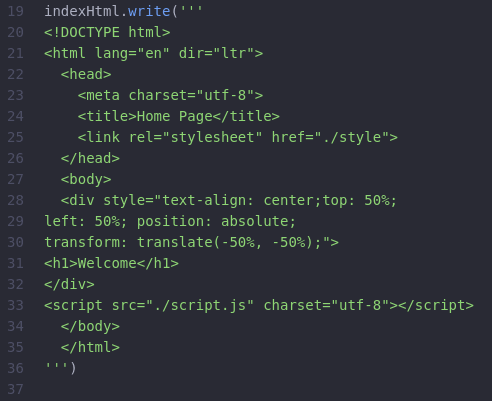 19 indexHtml.write('''
20 <!DOCTYPE html>
21 <html lang="en" dir="ltr">
22   <head>
23     <meta charset="utf-8">
24     <title>Home Page</title>
25     <link rel="stylesheet" href="./style">
26   </head>
27   <body>
28   <div style="text-align: center;top: 50%;
29 left: 50%; position: absolute;
30 transform: translate(-50%, -50%);">
31 <h1>Welcome</h1>
32 </div>
33 <script src="./script.js" charset="utf-8"></script>
34   </body>
35   </html>
36 ''')
37